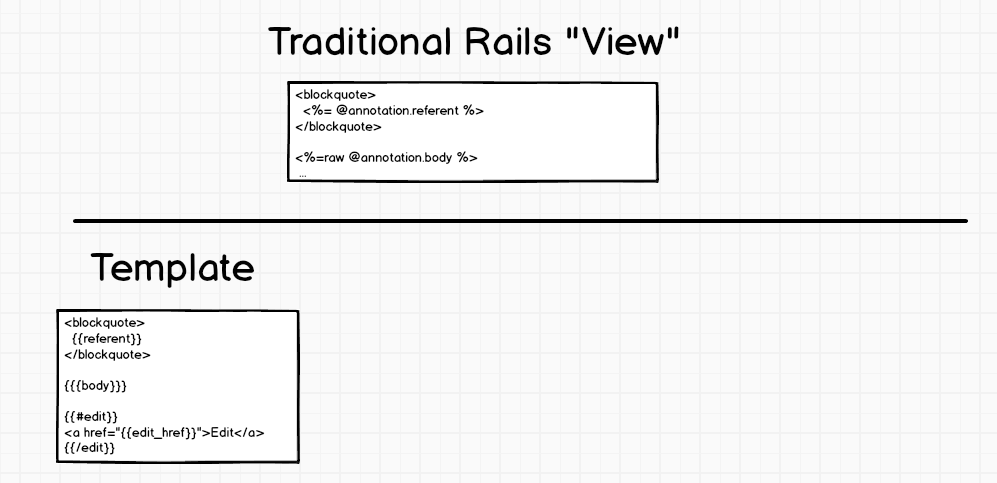 Traditional Rails "View"
<blockquote>
<%= @annotation.referent %>
</blockquote>
<%=raw @annotation.body %>
...
Template
<blockquote>
{{referent}}
</blockquote>
{{{body}}}
{{#edit}}
<a href="{{edit_href}}">Edit</a>
{{/edit}}